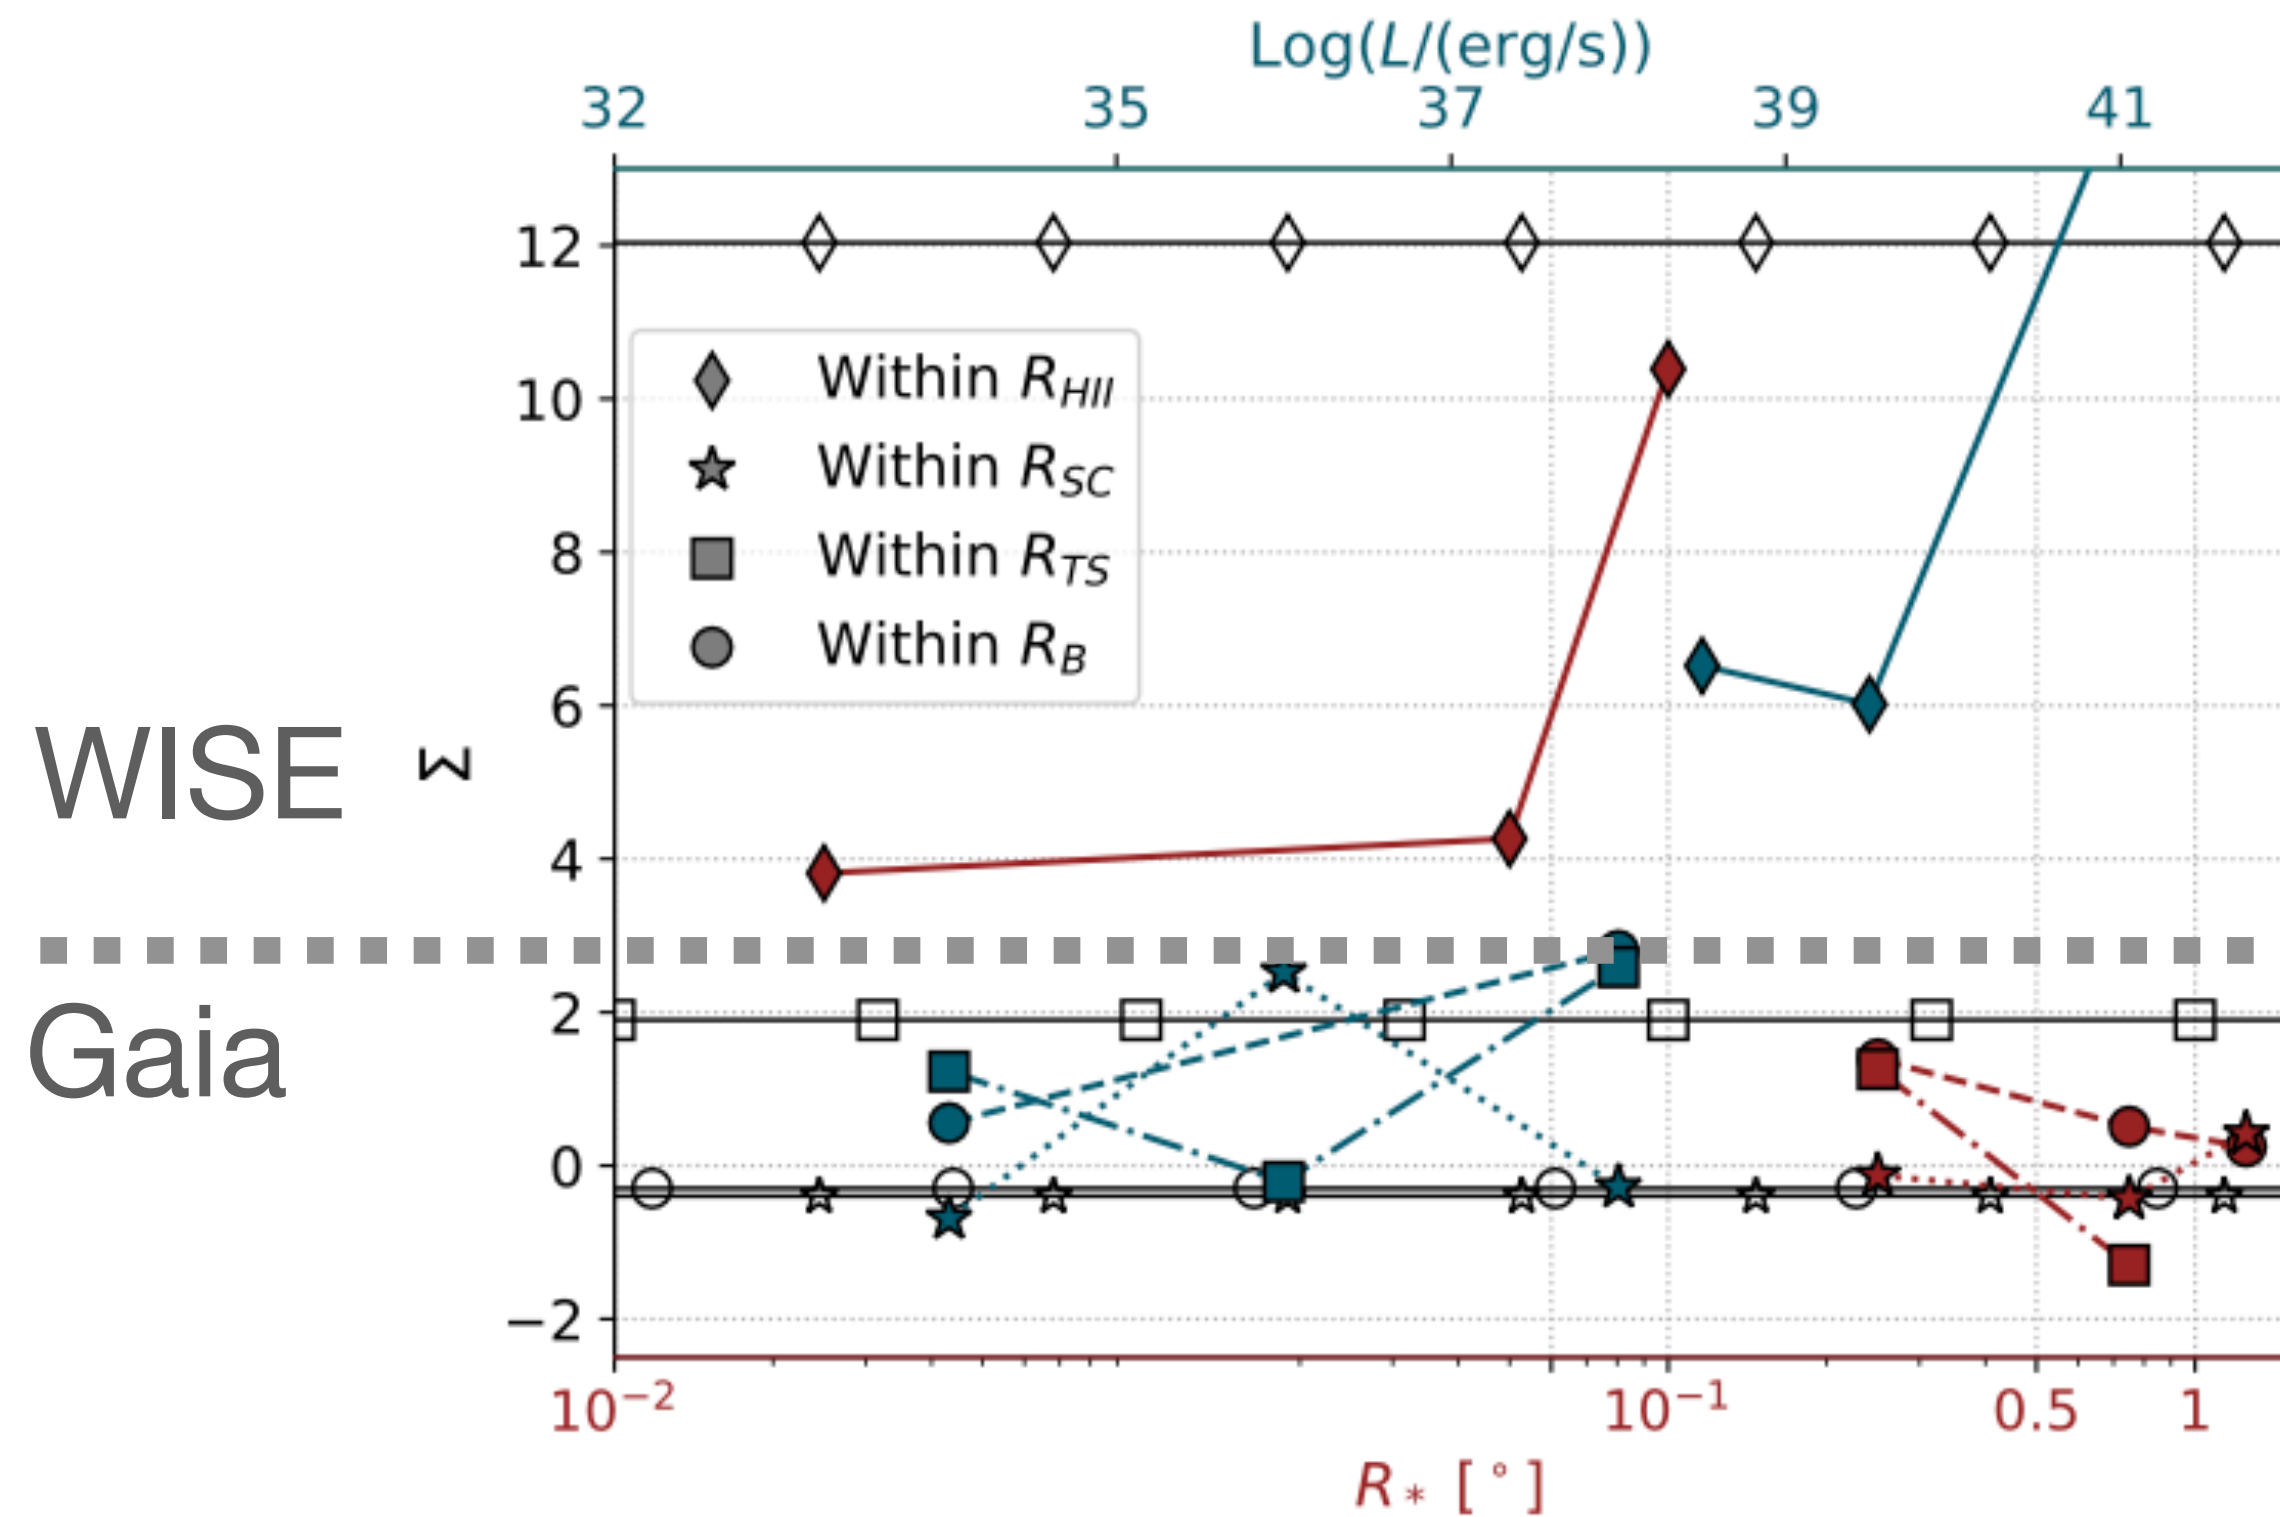 Log(L/(erg/s))
32 35 37 39 41
12
10
8
6
4
2
0
−2
Within R_HII
Within R_SC
Within R_TS
Within R_B
WISE
Σ
Gaia
10⁻² 10⁻¹ 0.5 1
R_* [°]